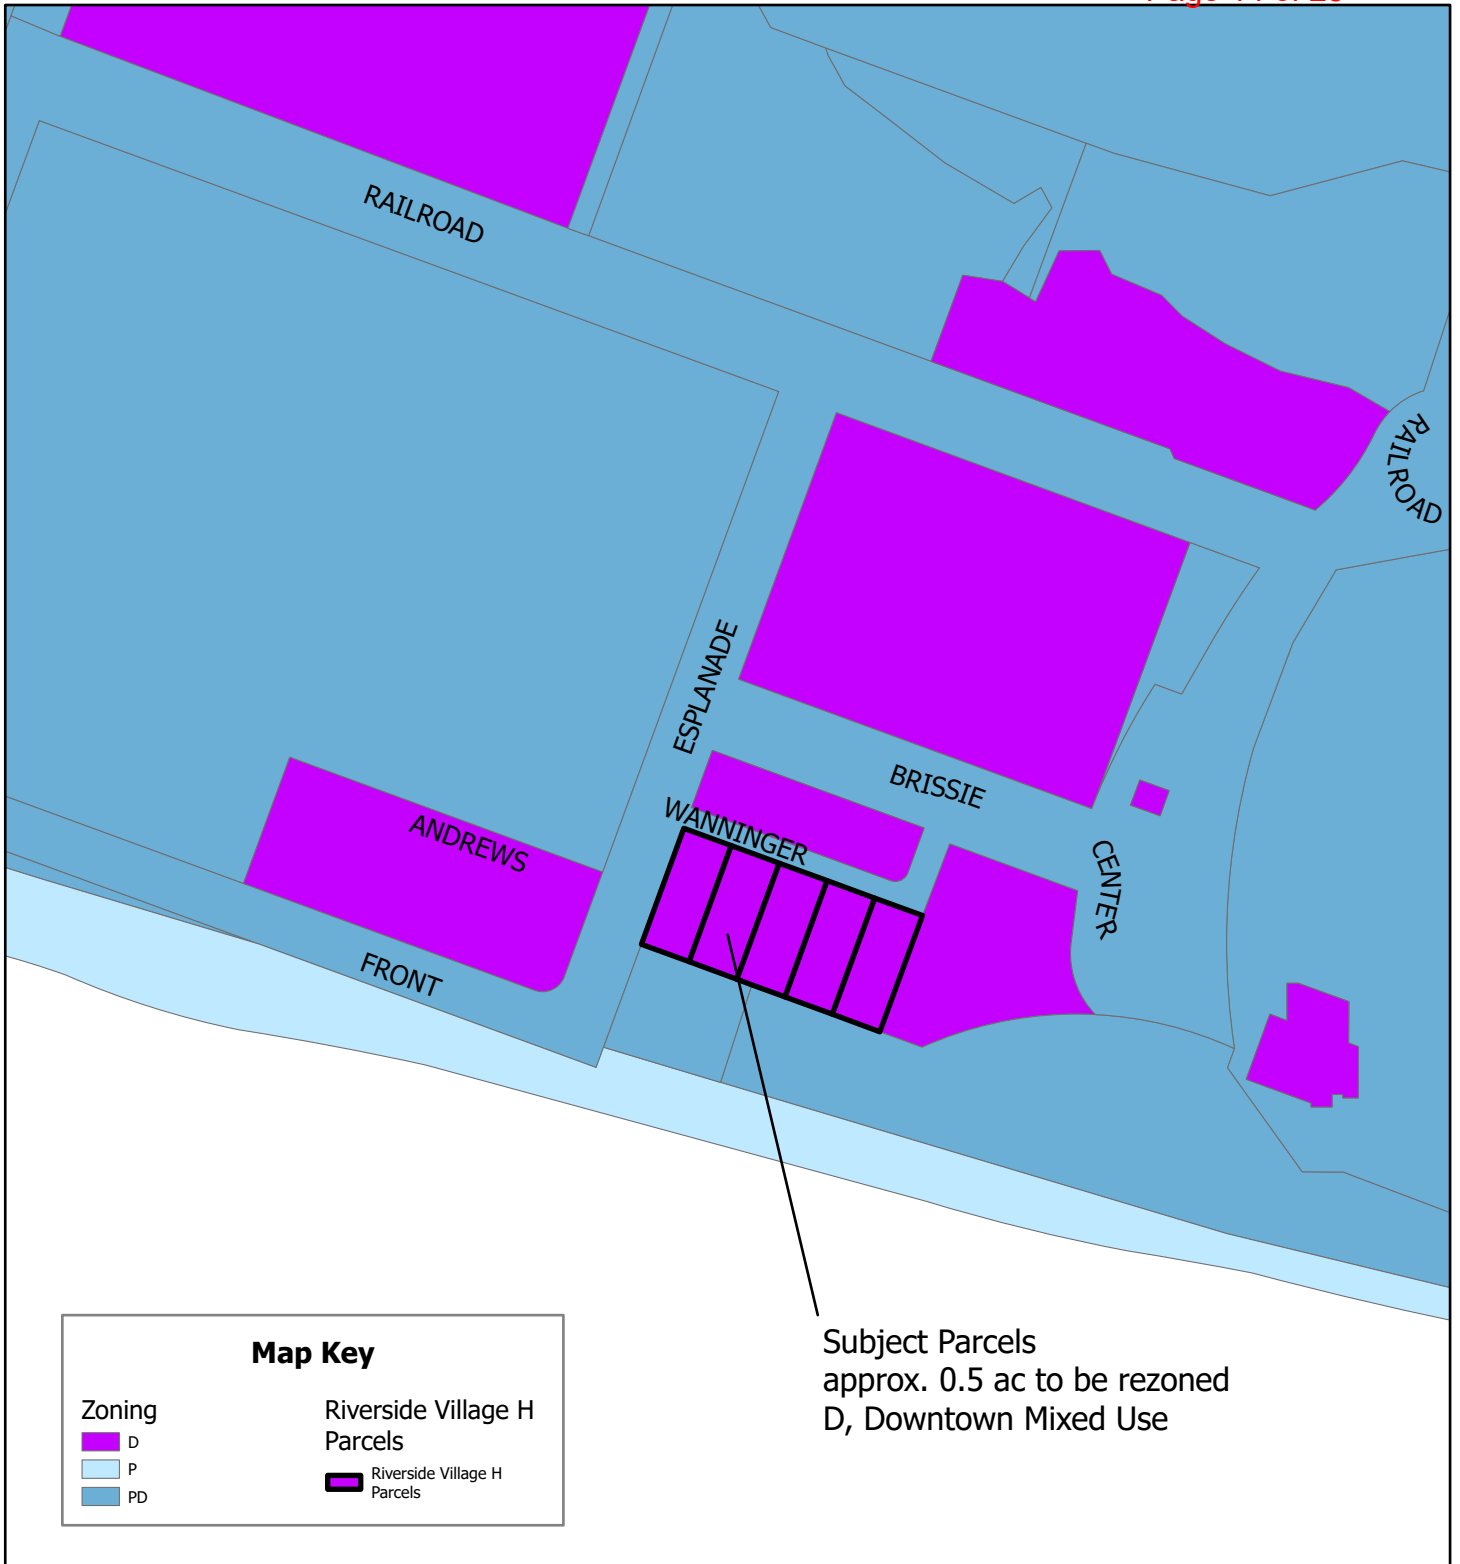 RAILROAD
RAILROAD
ESPLANADE
BRISSIE
WANNINGER
ANDREWS
CENTER
FRONT
Subject Parcels
approx. 0.5 ac to be rezoned
D, Downtown Mixed Use
Map Key
Zoning
D
P
PD
Riverside Village H
Parcels
Riverside Village H
Parcels